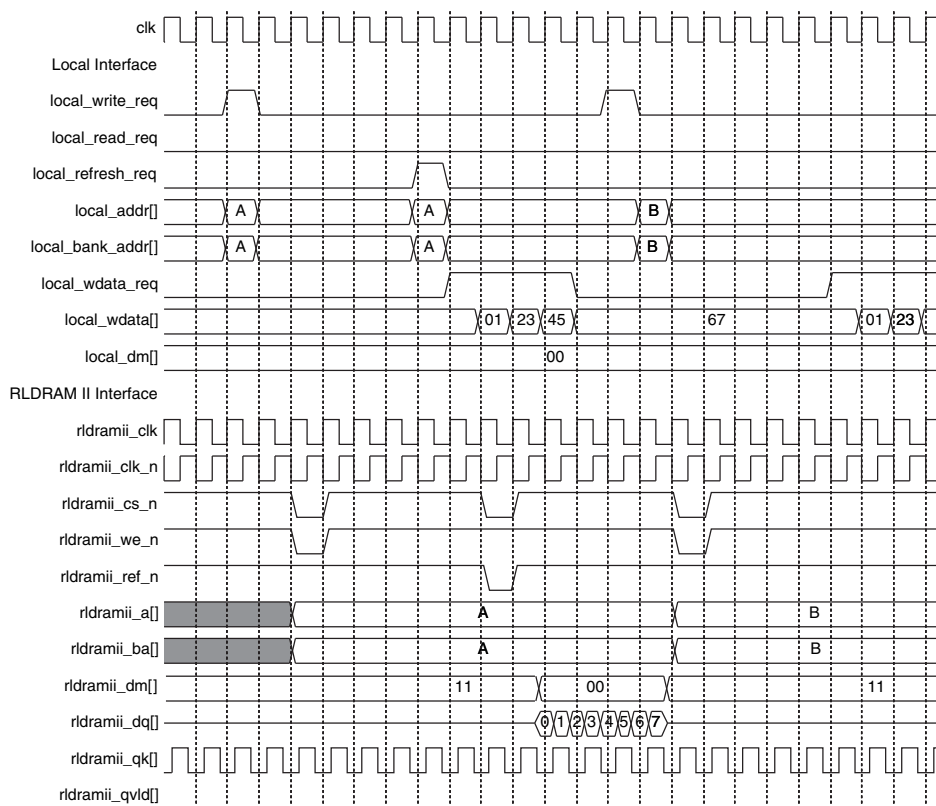 clk
Local Interface
local_write_req
local_read_req
local_refresh_req
local_addr[] A A B
local_bank_addr[] A A B
local_wdata_req
local_wdata[] 01 23 45 67 01 23
local_dm[] 00
RLDRAM II Interface
rldramii_clk
rldramii_clk_n
rldramii_cs_n
rldramii_we_n
rldramii_ref_n
rldramii_a[] A B
rldramii_ba[] A B
rldramii_dm[] 11 00 11
rldramii_dq[] 0 1 2 3 4 5 6 7
rldramii_qk[]
rldramii_qvld[]